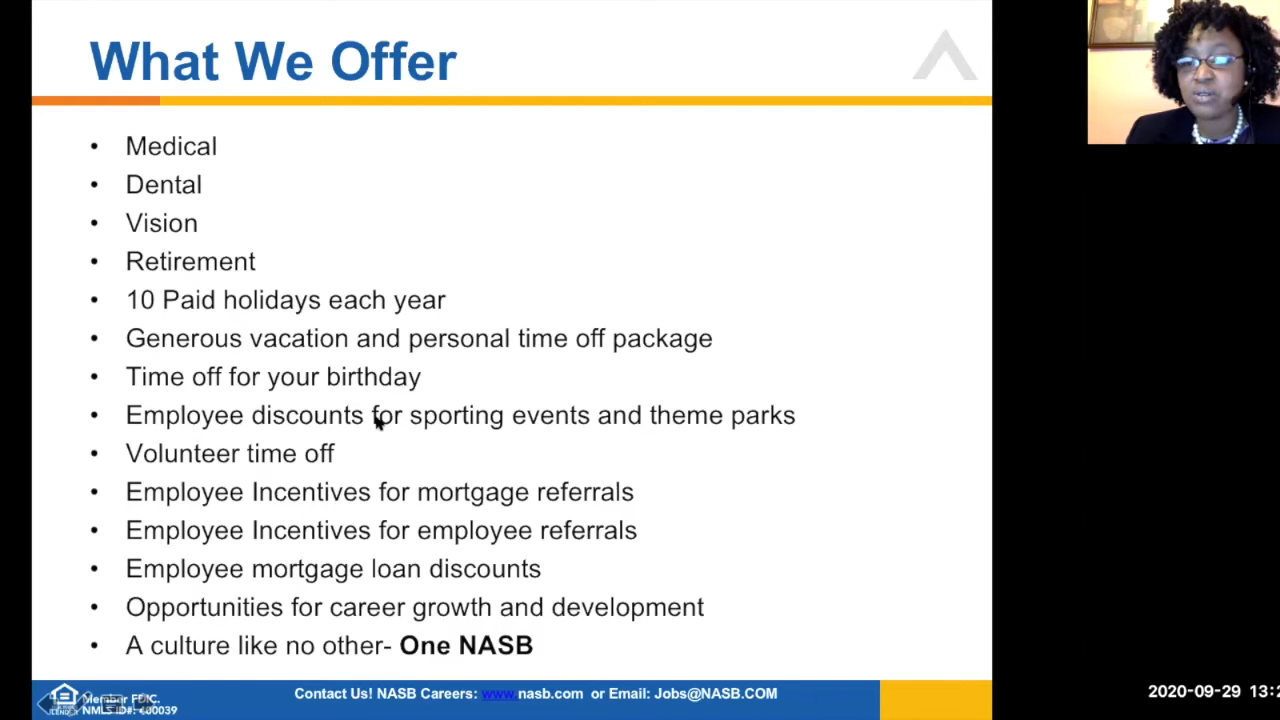 What We Offer
• Medical
• Dental
• Vision
• Retirement
• 10 Paid holidays each year
• Generous vacation and personal time off package
• Time off for your birthday
• Employee discounts for sporting events and theme parks
• Volunteer time off
• Employee Incentives for mortgage referrals
• Employee Incentives for employee referrals
• Employee mortgage loan discounts
• Opportunities for career growth and development
• A culture like no other- One NASB
Member FDIC.
NMLS ID#: 400039
Contact Us! NASB Careers: www.nasb.com or Email: Jobs@NASB.COM
2020-09-29 13:2